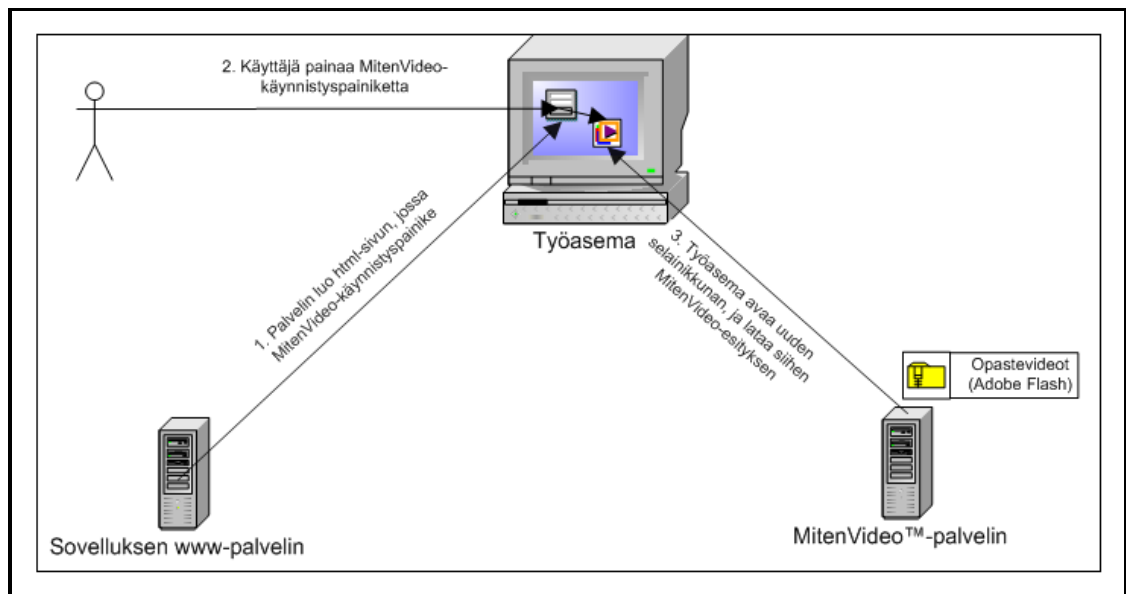 2. Käyttäjä painaa MitenVideo-
käynnistyspainiketta
Työasema
1. Palvelin luo html-sivun, jossa
MitenVideo-käynnistyspainike
3. Työasema avaa uuden
selainikkunan, ja lataa siihen
MitenVideo-esityksen
Opastevideot
(Adobe Flash)
Sovelluksen www-palvelin
MitenVideo™-palvelin